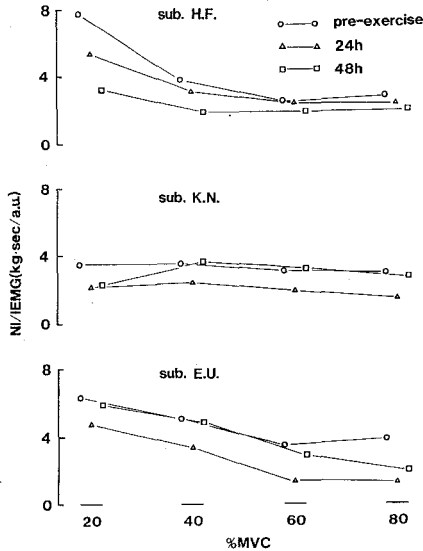 sub. H.F.
pre-exercise
24h
48h
8
4
0
sub. K.N.
8
4
0
NI/IEMG(kg·sec/a.u.)
sub. E.U.
8
4
0
20 40 60 80
%MVC